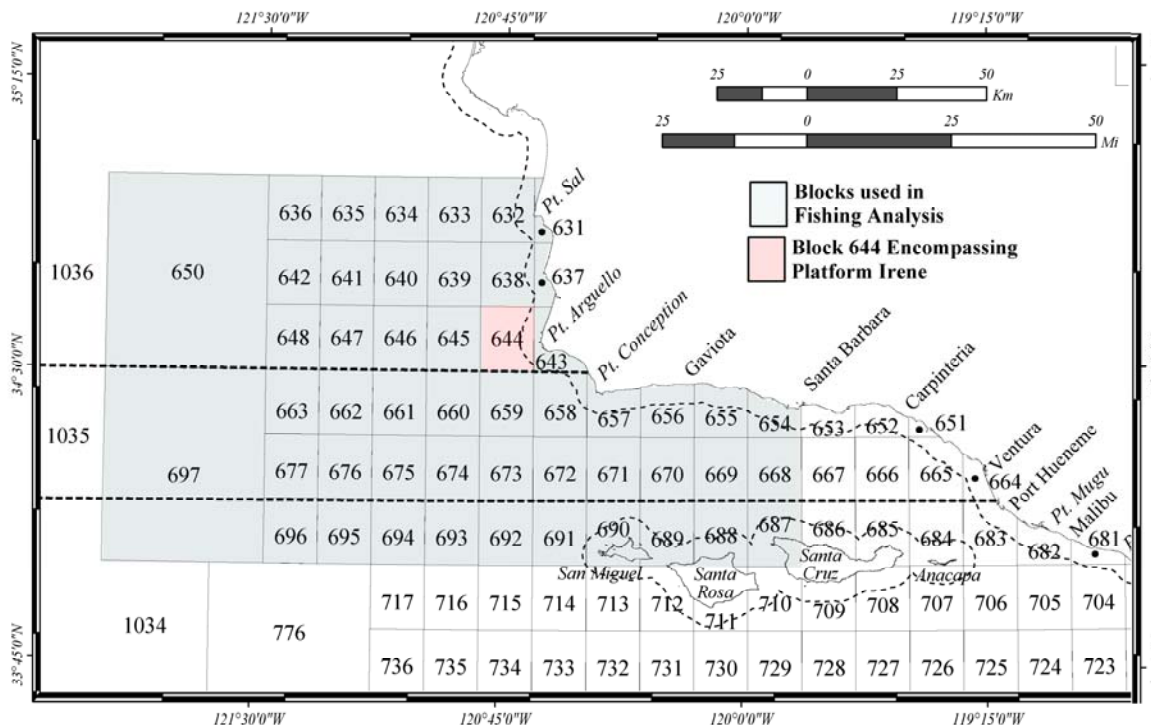 121°30'0"W 120°45'0"W 120°0'0"W 119°15'0"W
35°15'0"N
25 0 25 50
Km
25 0 25 50
Mi
Blocks used in
Fishing Analysis
Block 644 Encompassing
Platform Irene
Pt. Sal
636 635 634 633 632 631
1036 650
642 641 640 639 638 637
Pt. Arguello
648 647 646 645 644 643
34°30'0"N
Pt. Conception
Gaviota
Santa Barbara
Carpinteria
663 662 661 660 659 658 657 656 655 654 653 652 651
1035
697
677 676 675 674 673 672 671 670 669 668 667 666 665 664
Ventura
Port Hueneme
Pt. Mugu
Malibu
696 695 694 693 692 691 690 689 688 687 686 685 684 683 682 681
San Miguel
Santa
Rosa
Santa
Cruz
Anacapa
717 716 715 714 713 712 711 710 709 708 707 706 705 704
1034 776
33°45'0"N
736 735 734 733 732 731 730 729 728 727 726 725 724 723
121°30'0"W 120°45'0"W 120°0'0"W 119°15'0"W